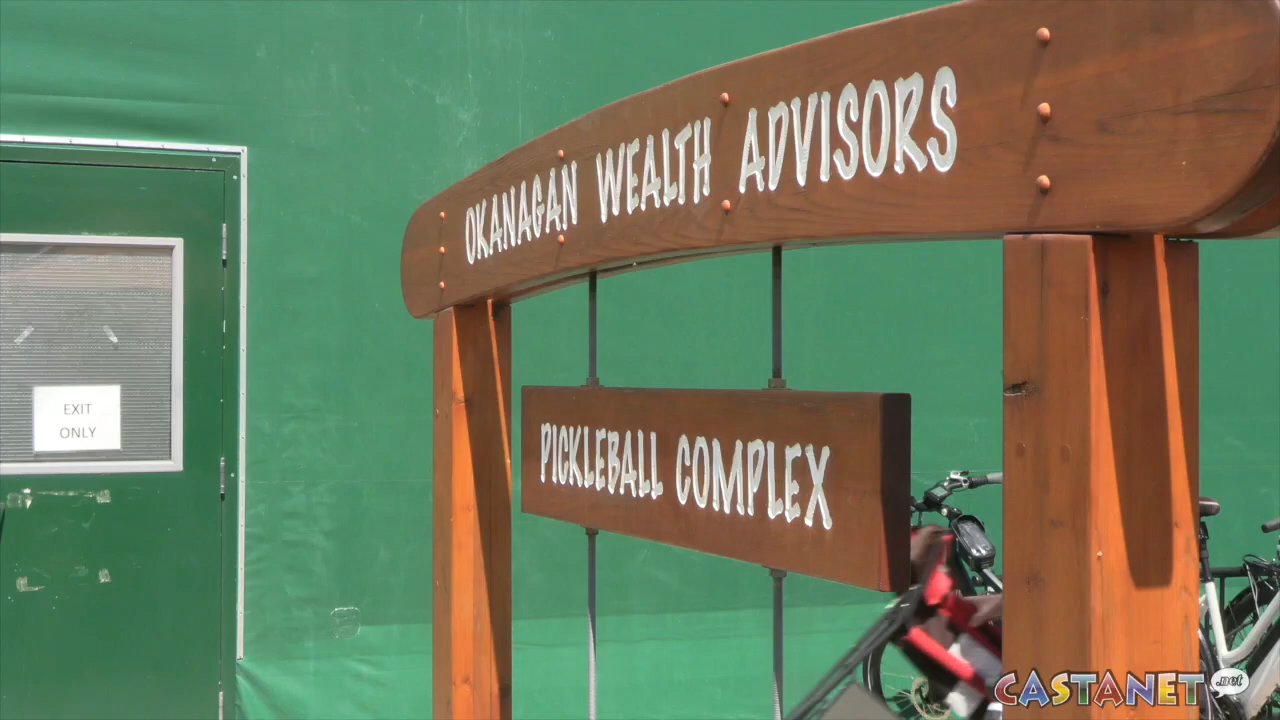 OKANAGAN WEALTH ADVISORS
PICKLEBALL COMPLEX
EXIT
ONLY
CASTANET.net